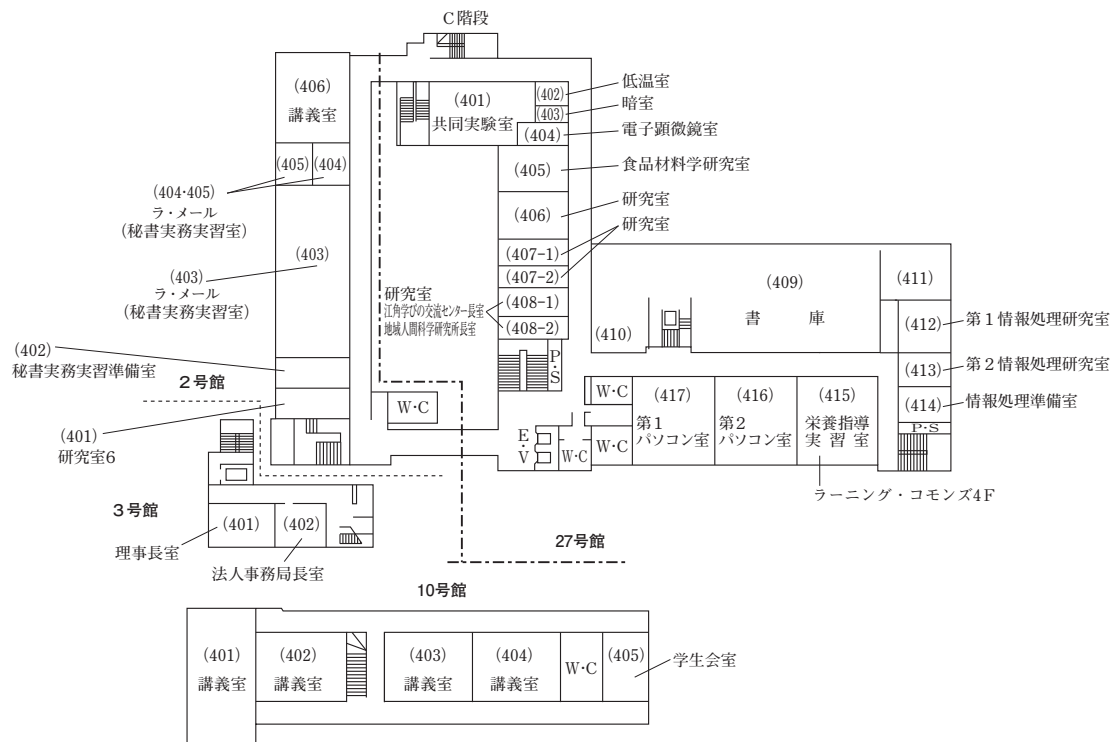 C階段
(406)
講義室
(405)
(404)
(404･405)
ラ・メール
(秘書実務実習室)
(403)
(403)
ラ・メール
(秘書実務実習室)
(402)
秘書実務実習準備室
2号館
(401)
研究室6
(401)
共同実験室
(402)
低温室
(403)
暗室
(404)
電子顕微鏡室
(405)
食品材料学研究室
(406)
研究室
(407-1)
研究室
(407-2)
研究室
江角学びの交流センター長室
地域人間科学研究所長室
(408-1)
(408-2)
P・S
W・C
E・V
W・C
W・C
W・C
(409)
書庫
(410)
(411)
(412)
第1情報処理研究室
(413)
第2情報処理研究室
(414)
情報処理準備室
P・S
(417)
第1
パソコン室
(416)
第2
パソコン室
(415)
栄養指導
実習室
ラーニング・コモンズ4F
3号館
(401)
理事長室
(402)
法人事務局長室
27号館
10号館
(401)
講義室
(402)
講義室
(403)
講義室
(404)
講義室
W・C
(405)
学生会室